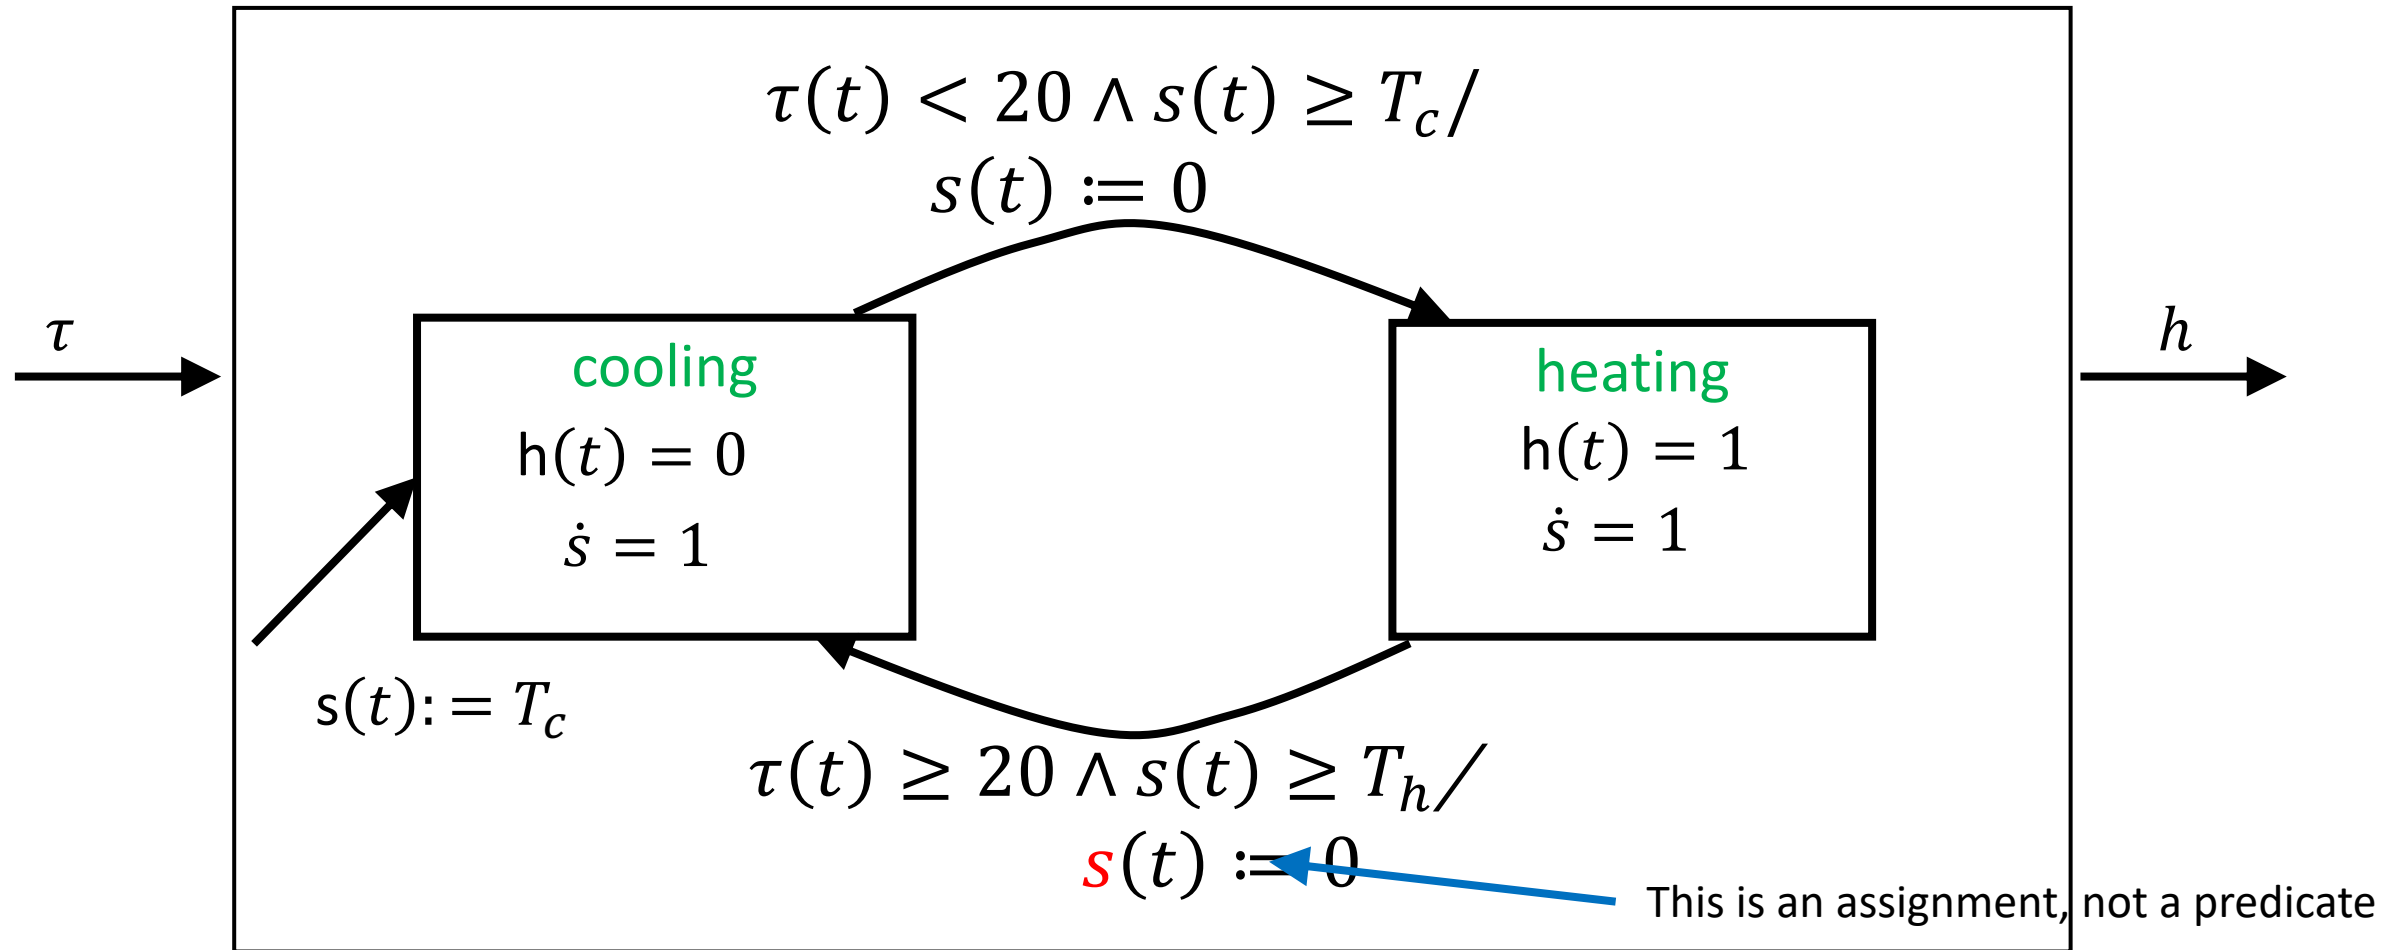 τ(t) < 20 ∧ s(t) ≥ T_c/
s(t) := 0
τ
h
cooling
h(t) = 0
ṡ = 1
heating
h(t) = 1
ṡ = 1
s(t): = T_c
τ(t) ≥ 20 ∧ s(t) ≥ T_h/
s(t) := 0
This is an assignment, not a predicate